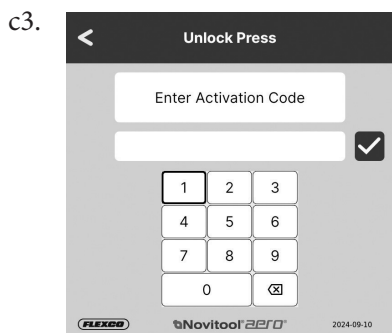 c3.
Unlock Press
Enter Activation Code
1 2 3
4 5 6
7 8 9
0
FLEXCO Novitool® aero® 2024-09-10